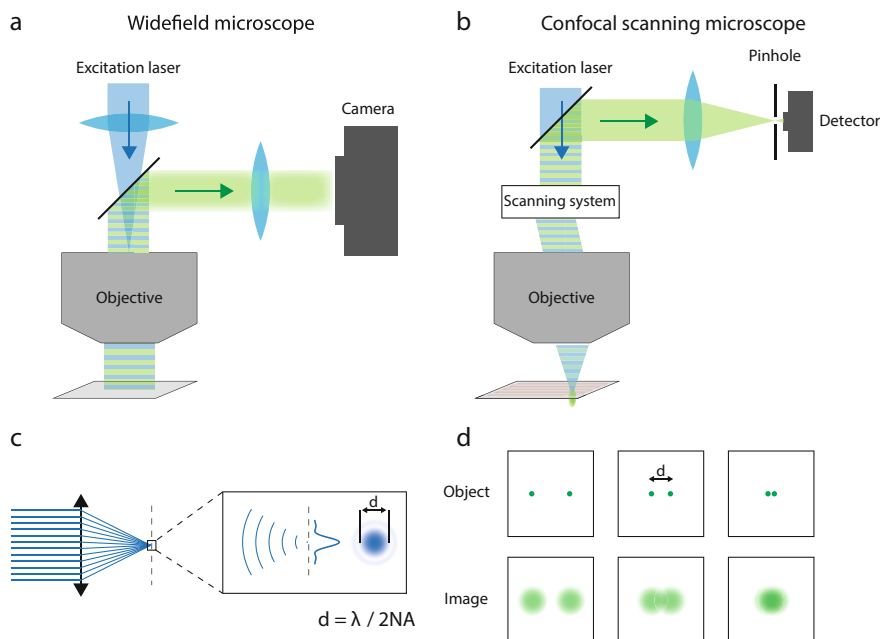 a
Widefield microscope
Excitation laser
Camera
Objective
b
Confocal scanning microscope
Pinhole
Excitation laser
Detector
Scanning system
Objective
c
d
d = λ / 2NA
d
Object
d
Image